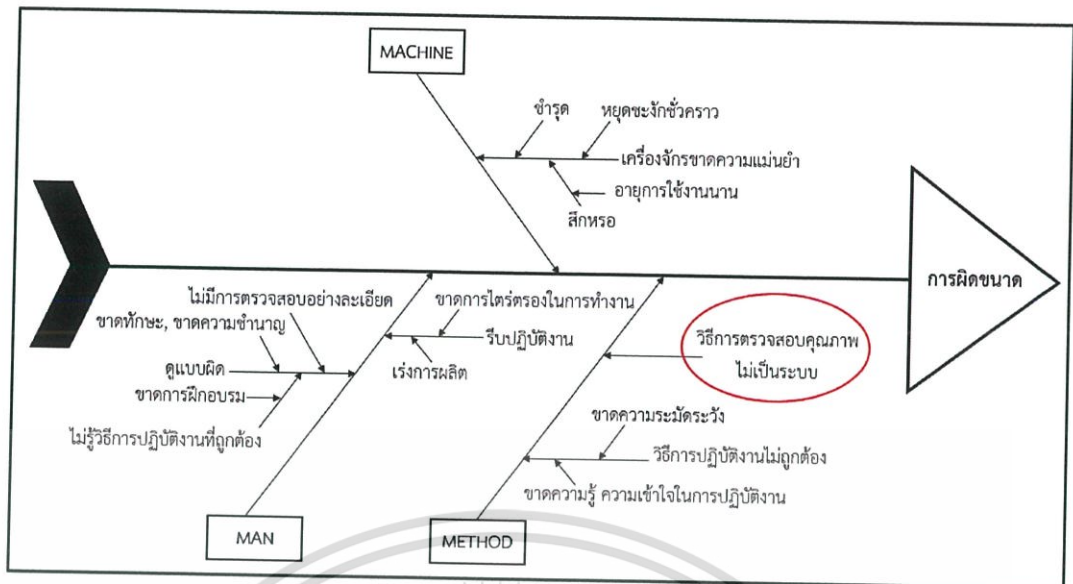 MACHINE
ชำรุด
หยุดชะงักชั่วคราว
เครื่องจักรขาดความแม่นยำ
อายุการใช้งานนาน
สึกหรอ
การผิดขนาด
ไม่มีการตรวจสอบอย่างละเอียด
ขาดทักษะ, ขาดความชำนาญ
ดูแบบผิด
ขาดการฝึกอบรม
ไม่รู้วิธีการปฏิบัติงานที่ถูกต้อง
ขาดการไตร่ตรองในการทำงาน
รีบปฏิบัติงาน
เร่งการผลิต
MAN
วิธีการตรวจสอบคุณภาพ
ไม่เป็นระบบ
ขาดความระมัดระวัง
วิธีการปฏิบัติงานไม่ถูกต้อง
ขาดความรู้ ความเข้าใจในการปฏิบัติงาน
METHOD